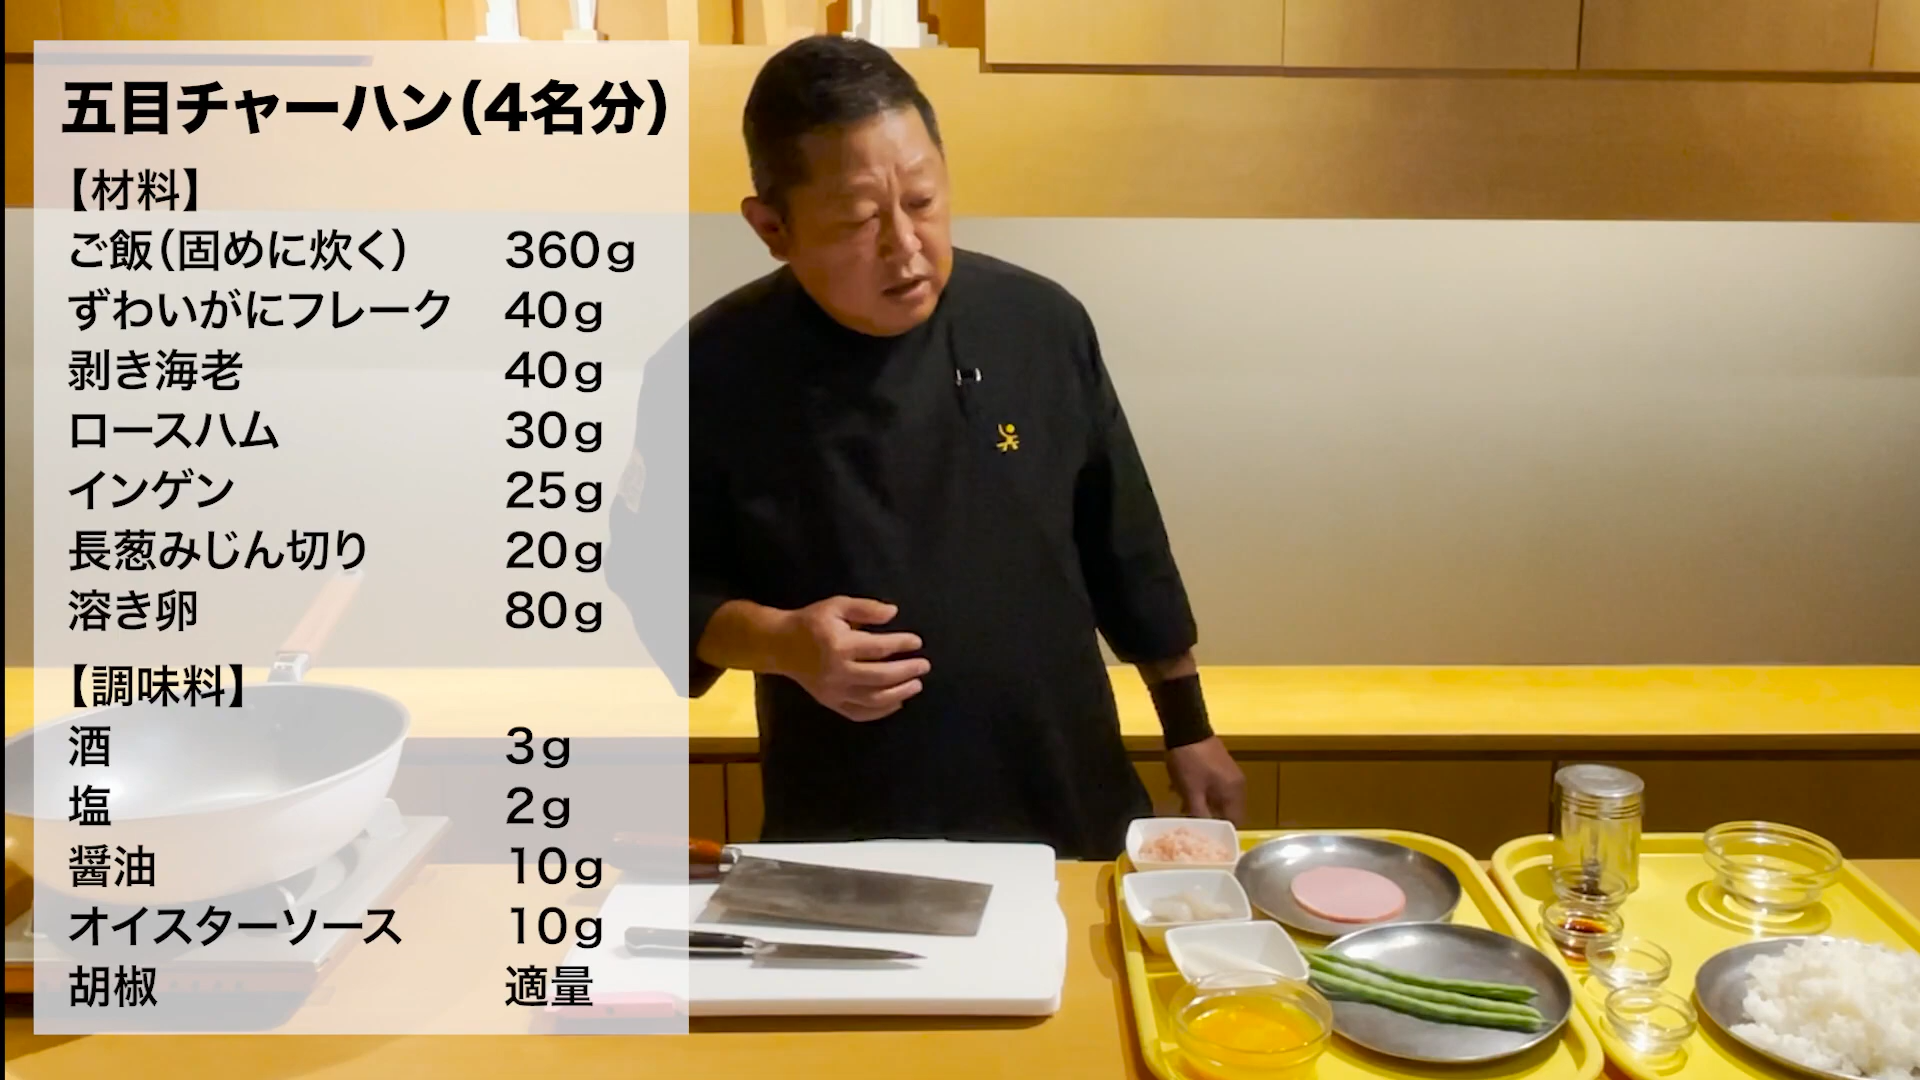 五目チャーハン（4名分）
【材料】
ご飯（固めに炊く） 360g
ずわいがにフレーク 40g
剥き海老 40g
ロースハム 30g
インゲン 25g
長葱みじん切り 20g
溶き卵 80g
【調味料】
酒 3g
塩 2g
醤油 10g
オイスターソース 10g
胡椒 適量